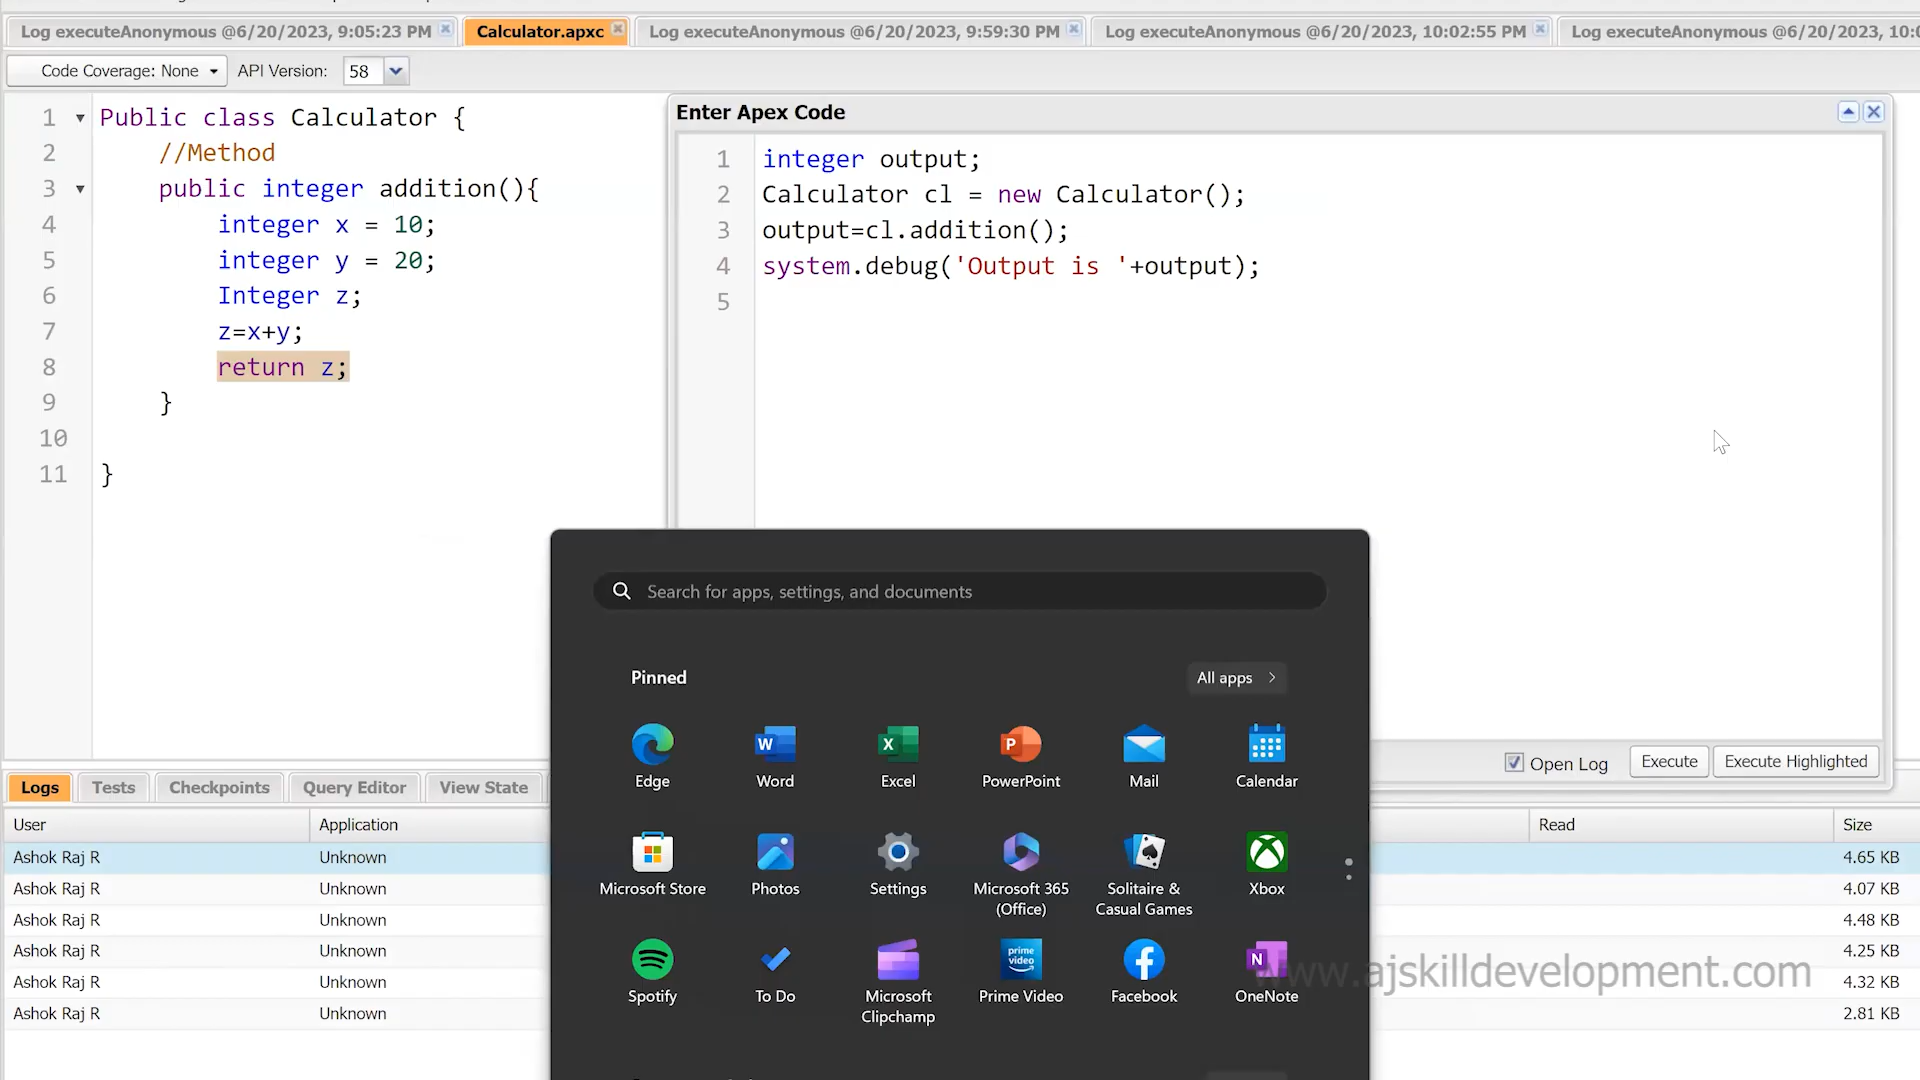 Log executeAnonymous @6/20/2023, 9:05:23 PM
Calculator.apxc
Log executeAnonymous @6/20/2023, 9:59:30 PM
Log executeAnonymous @6/20/2023, 10:02:55 PM
Log executeAnonymous @6/20/2023, 10:0
Code Coverage: None
API Version:
58
1 Public class Calculator {
2 //Method
3 public integer addition(){
4 integer x = 10;
5 integer y = 20;
6 Integer z;
7 z=x+y;
8 return z;
9 }
10
11 }
Enter Apex Code
1 integer output;
2 Calculator cl = new Calculator();
3 output=cl.addition();
4 system.debug('Output is '+output);
5
Open Log
Execute
Execute Highlighted
Search for apps, settings, and documents
Pinned
All apps
Edge
Word
Excel
PowerPoint
Mail
Calendar
Microsoft Store
Photos
Settings
Microsoft 365
(Office)
Solitaire &
Casual Games
Xbox
Spotify
To Do
Microsoft
Clipchamp
prime
video
Prime Video
Facebook
OneNote
Logs
Tests
Checkpoints
Query Editor
View State
User Application Read Size
Ashok Raj R Unknown 4.65 KB
Ashok Raj R Unknown 4.07 KB
Ashok Raj R Unknown 4.48 KB
Ashok Raj R Unknown 4.25 KB
Ashok Raj R Unknown 4.32 KB
Ashok Raj R Unknown 2.81 KB
www.ajskilldevelopment.com